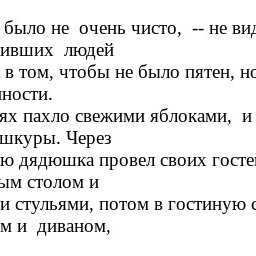 было не очень чисто, -- не вид
ивших людей
в том, чтобы не было пятен, но
ности.
ях пахло свежими яблоками, и
шкуры. Через
ю дядюшка провел своих госте
ым столом и
и стульями, потом в гостиную с
м и диваном,